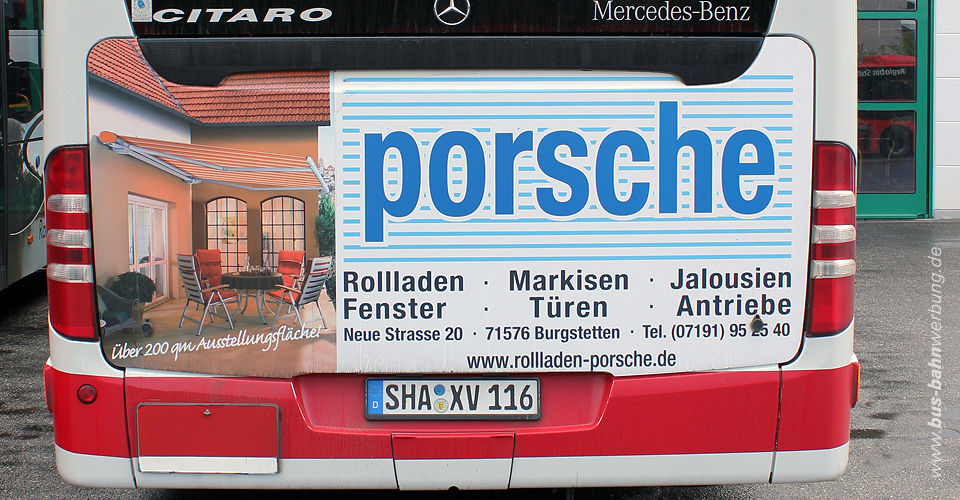 CITARO
Mercedes-Benz
porsche
Rollladen · Markisen · Jalousien
Fenster · Türen · Antriebe
Neue Strasse 20 · 71576 Burgstetten · Tel. (07191) 95 40
www.rollladen-porsche.de
Über 200 qm Ausstellungsfläche!
D SHA XV 116
Regiobus
www.bus-bahnwerbung.de